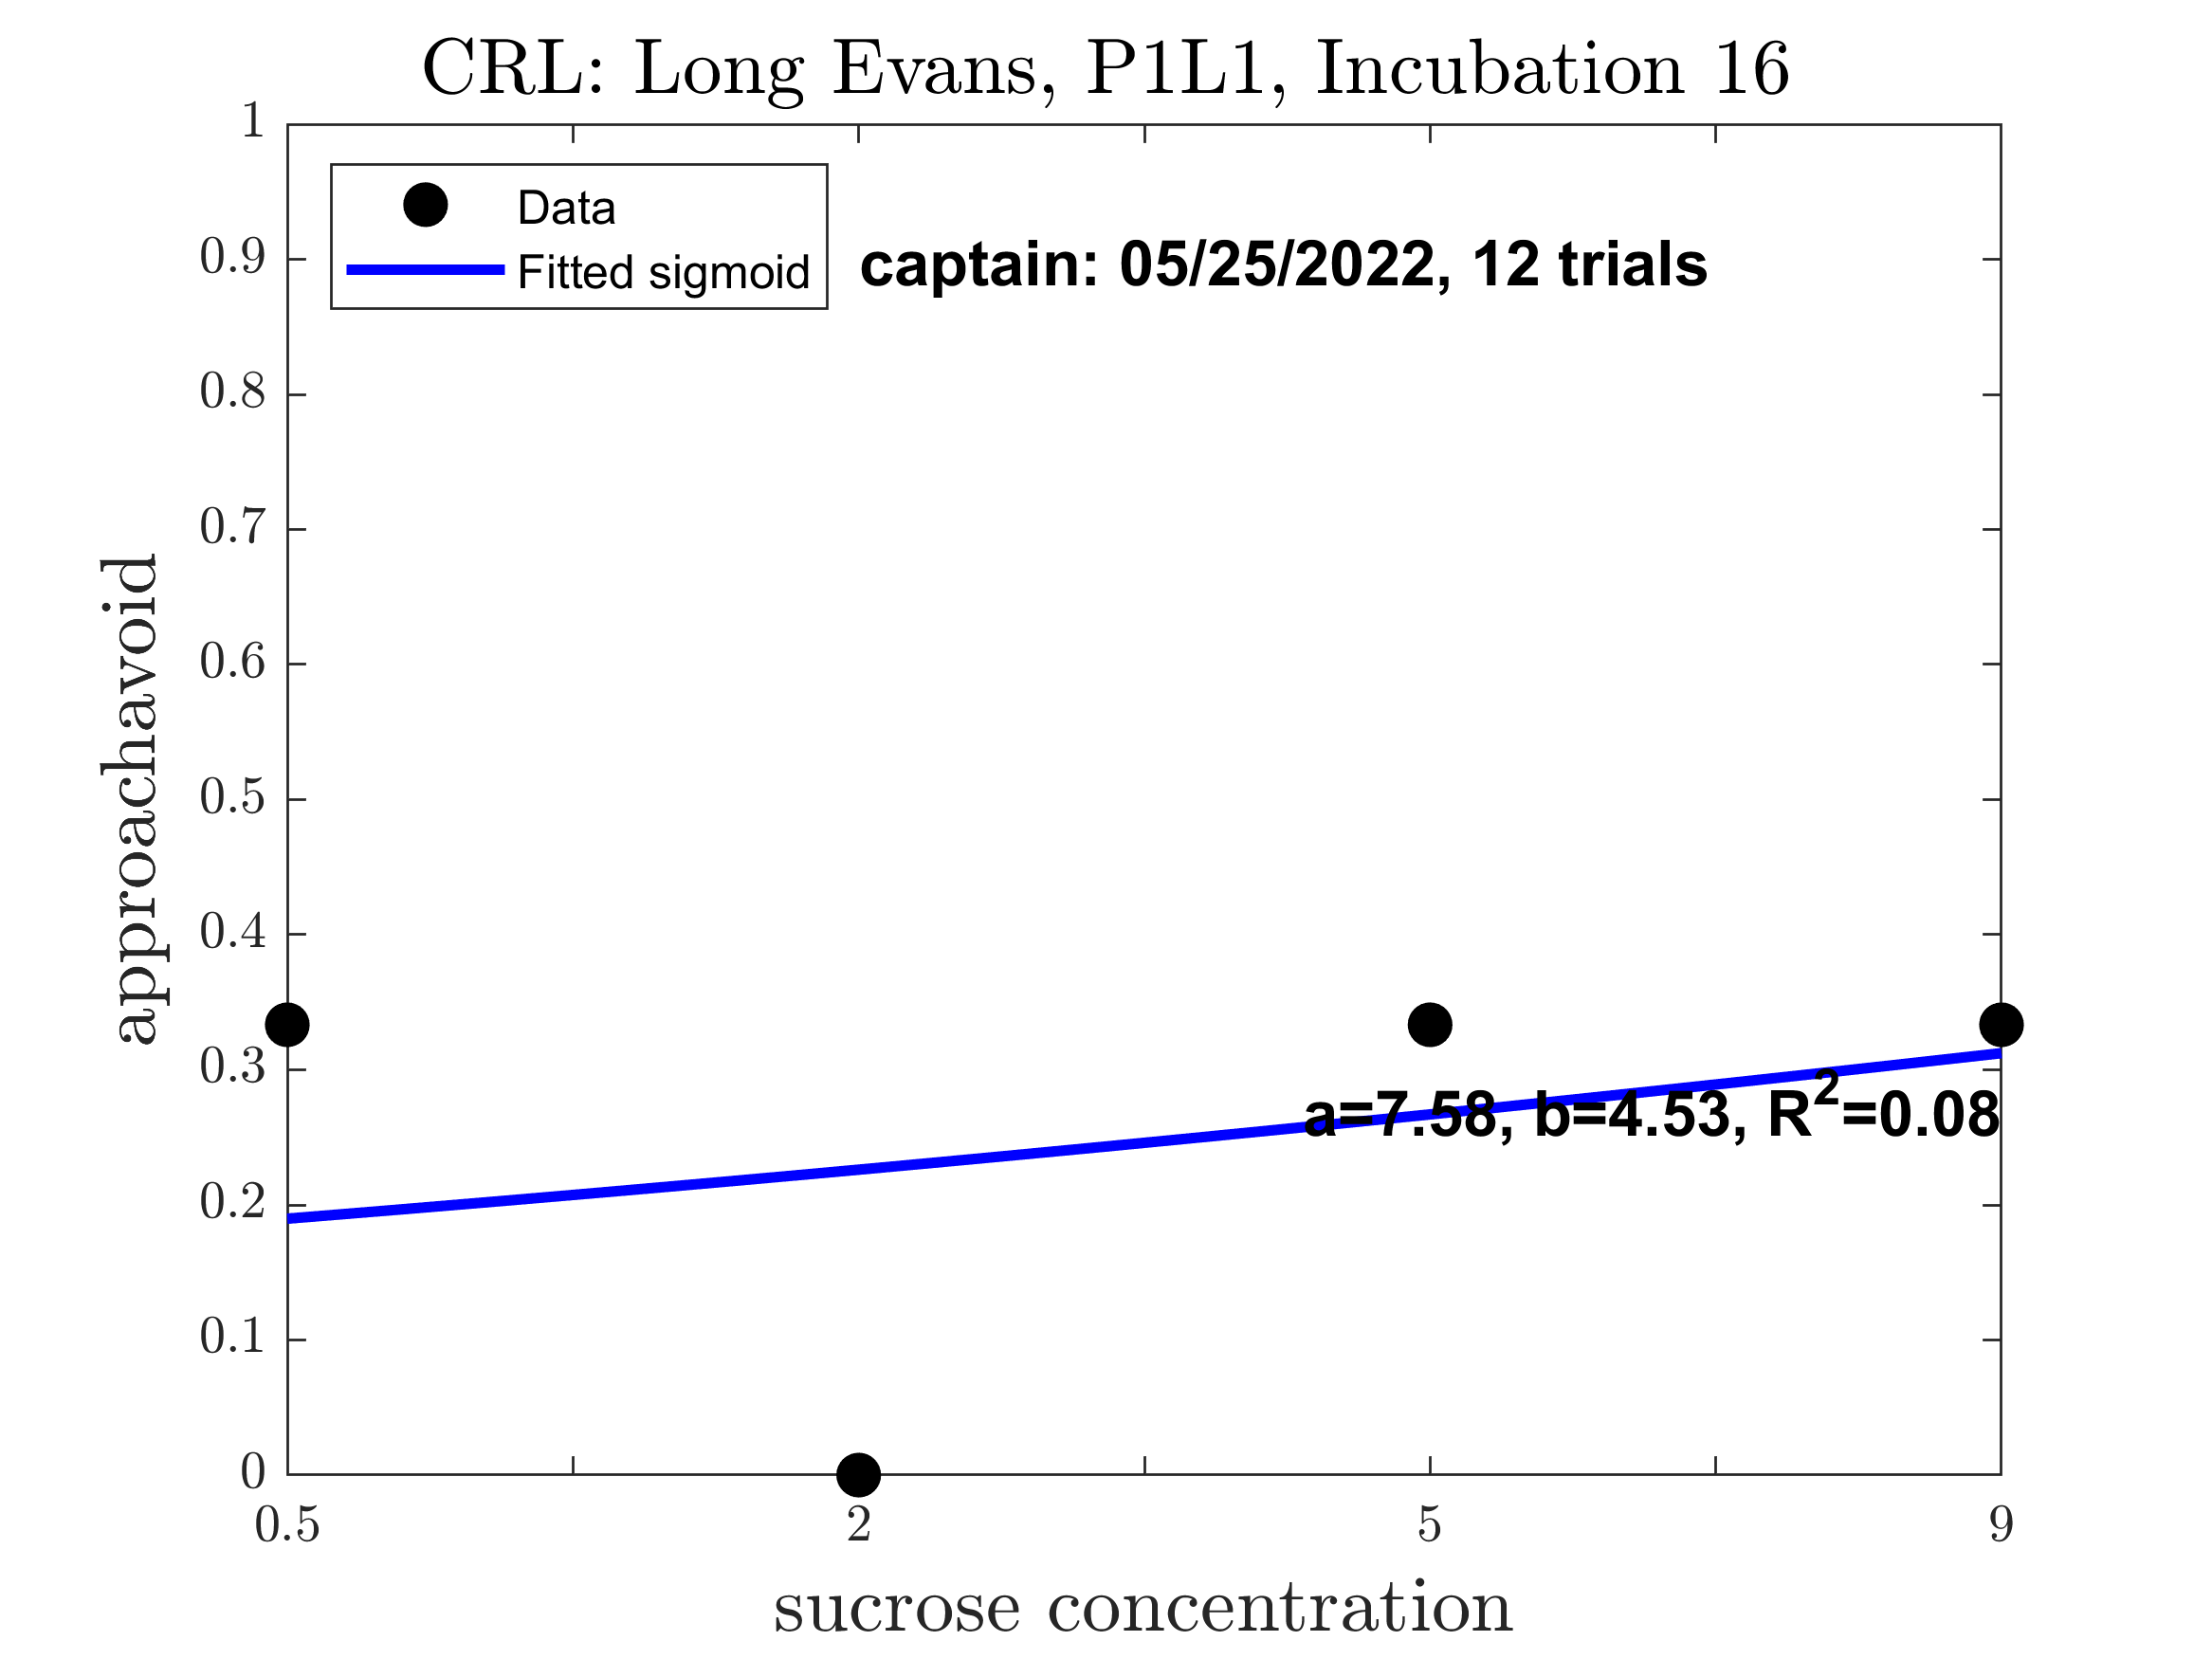 CRL: Long Evans, P1L1, Incubation 16
1
0.9
0.8
0.7
0.6
0.5
0.4
0.3
0.2
0.1
0
approachavoid
Data
Fitted sigmoid
captain: 05/25/2022, 12 trials
a=7.58, b=4.53, R²=0.08
0.5 2 5 9
sucrose concentration